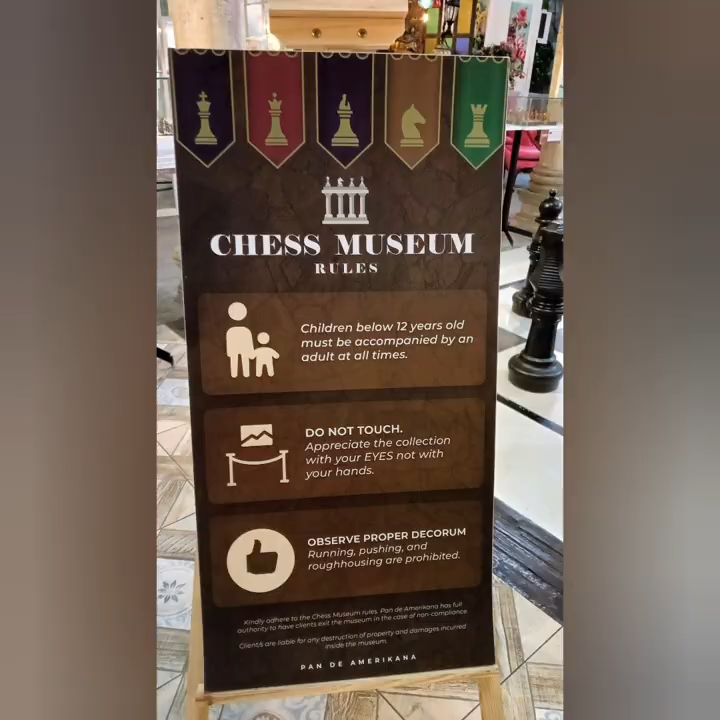 CHESS MUSEUM
RULES
Children below 12 years old
must be accompanied by an
adult at all times.
DO NOT TOUCH.
Appreciate the collection
with your EYES not with
your hands.
OBSERVE PROPER DECORUM
Running, pushing, and
roughhousing are prohibited.
Kindly adhere to the Chess Museum rules. Pan de Amerikana has full
authority to have clients exit the museum in the case of non-compliance.
Client/s are liable for any destruction of property and damages incurred
inside the museum.
PAN DE AMERIKANA